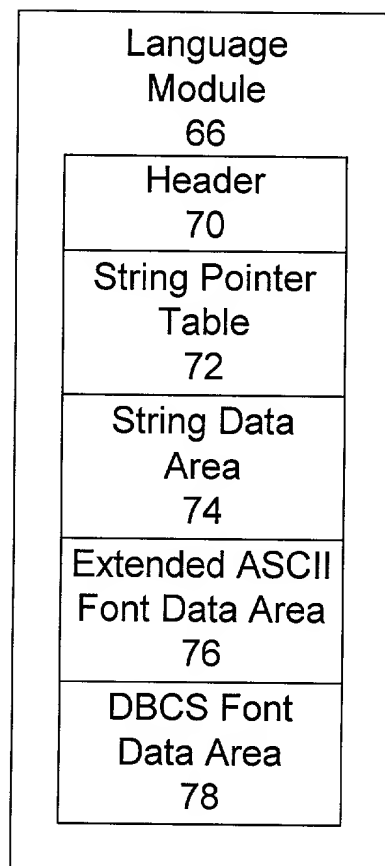 Language
Module
66
Header
70
String Pointer
Table
72
String Data
Area
74
Extended ASCII
Font Data Area
76
DBCS Font
Data Area
78